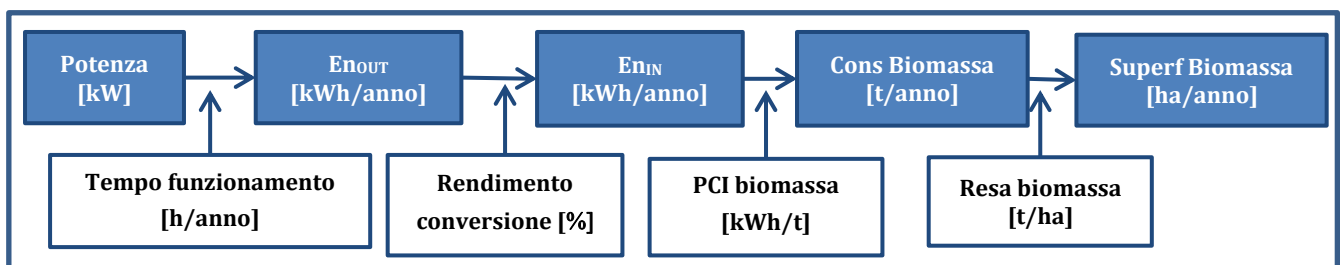 Potenza
[kW]
EnOUT
[kWh/anno]
EnIN
[kWh/anno]
Cons Biomassa
[t/anno]
Superf Biomassa
[ha/anno]
Tempo funzionamento
[h/anno]
Rendimento
conversione [%]
PCI biomassa
[kWh/t]
Resa biomassa
[t/ha]